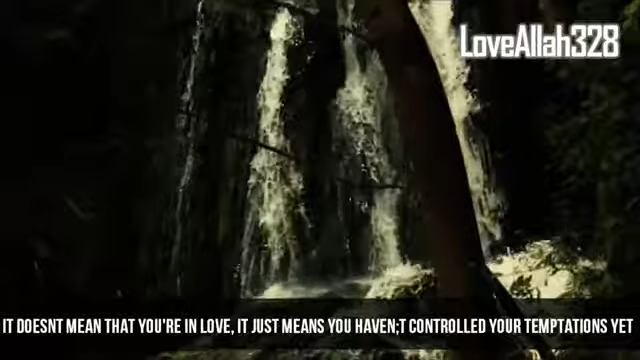 LoveAllah328
IT DOESNT MEAN THAT YOU'RE IN LOVE, IT JUST MEANS YOU HAVEN;T CONTROLLED YOUR TEMPTATIONS YET